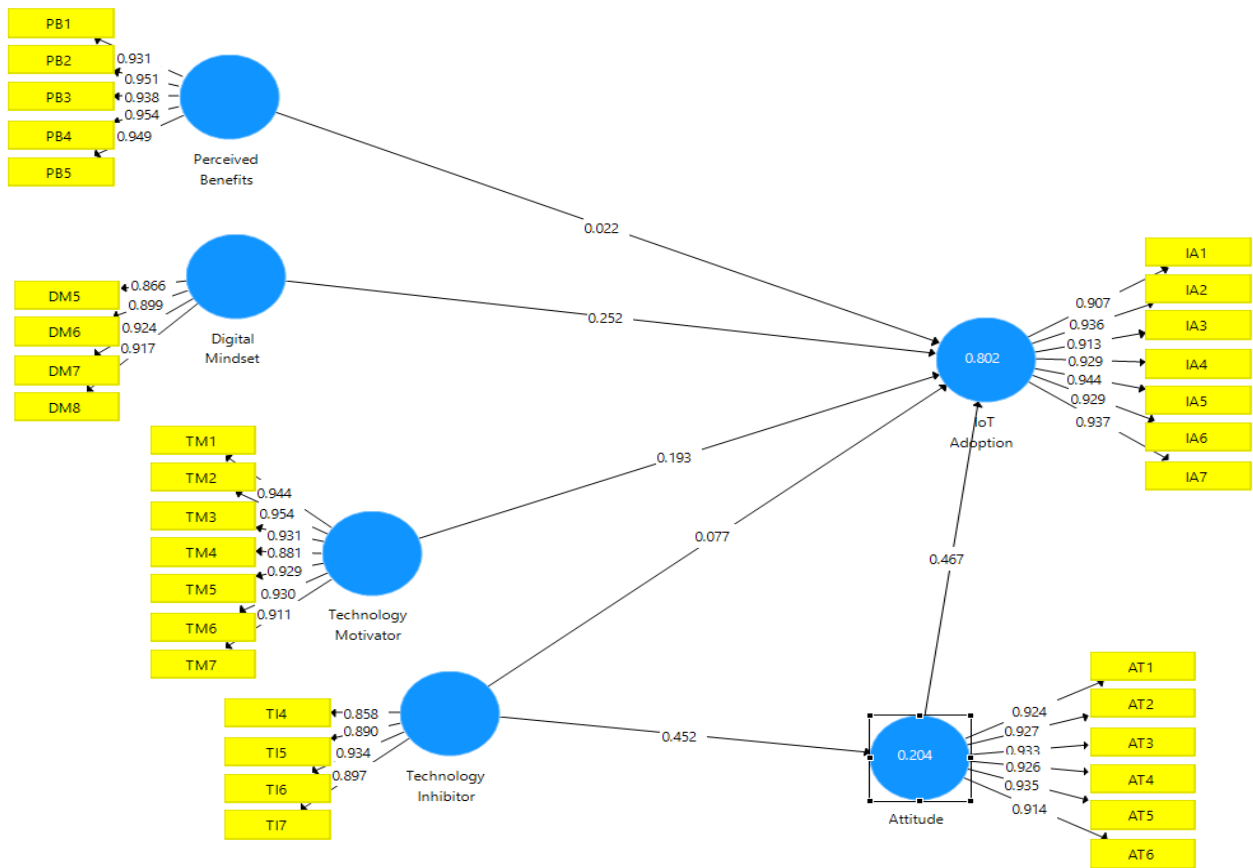 PB1
PB2
PB3
PB4
PB5
0.931
0.951
0.938
0.954
0.949
Perceived
Benefits
0.022
DM5
DM6
DM7
DM8
0.866
0.899
0.924
0.917
Digital
Mindset
0.252
TM1
TM2
TM3
TM4
TM5
TM6
TM7
0.944
0.954
0.931
0.881
0.929
0.930
0.911
Technology
Motivator
0.193
TI4
TI5
TI6
TI7
0.858
0.890
0.934
0.897
Technology
Inhibitor
0.077
0.452
0.467
0.802
IoT
Adoption
0.907
0.936
0.913
0.929
0.944
0.929
0.937
IA1
IA2
IA3
IA4
IA5
IA6
IA7
0.204
Attitude
0.924
0.927
0.933
0.926
0.935
0.914
AT1
AT2
AT3
AT4
AT5
AT6